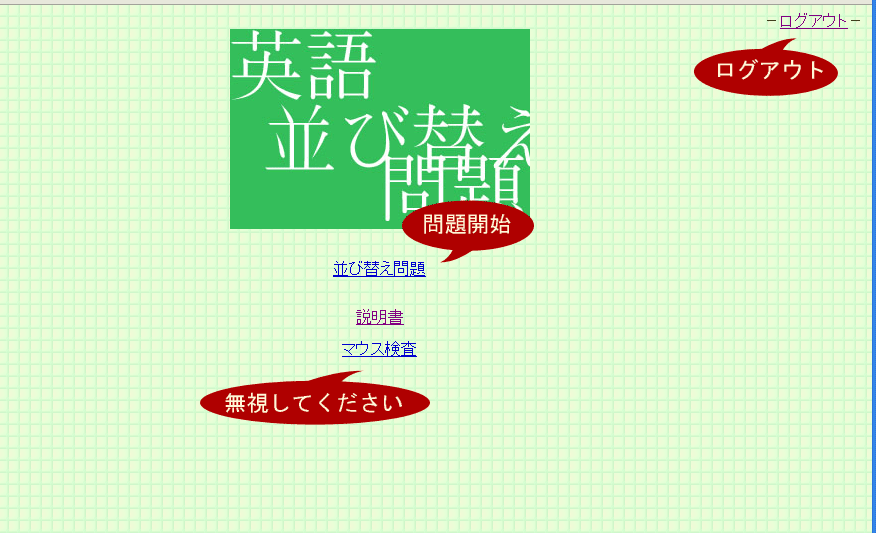 －ログアウト－
ログアウト
英語
並び替え
問題
問題開始
並び替え問題
説明書
マウス検査
無視してください